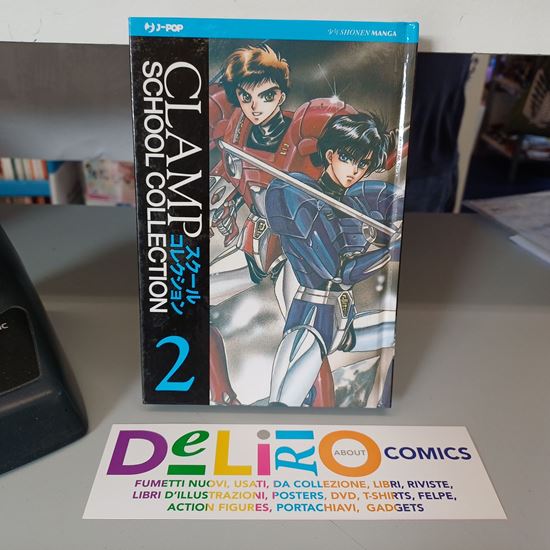 J-POP
SHONEN MANGA
CLAMP
SCHOOL COLLECTION
スクール
コレクション
2
DeLiRiO ABOUT COMICS
FUMETTI NUOVI, USATI, DA COLLEZIONE, LIBRI, RIVISTE,
LIBRI D'ILLUSTRAZIONI, POSTERS, DVD, T-SHIRTS, FELPE,
ACTION FIGURES, PORTACHIAVI, GADGETS